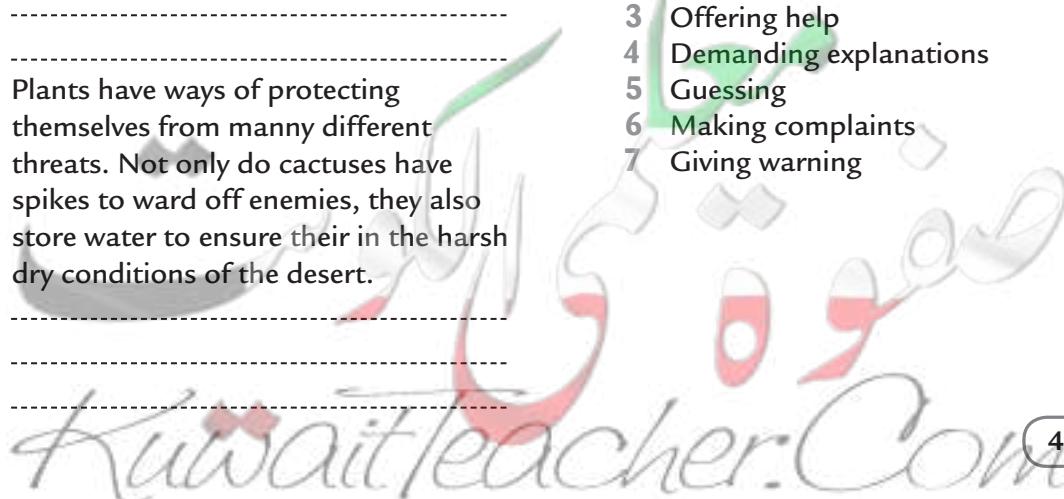 Plants have ways of protecting
themselves from manny different
threats. Not only do cactuses have
spikes to ward off enemies, they also
store water to ensure their in the harsh
dry conditions of the desert.
3 Offering help
4 Demanding explanations
5 Guessing
6 Making complaints
7 Giving warning
صفوة
KuwaitTeacher.Com
4